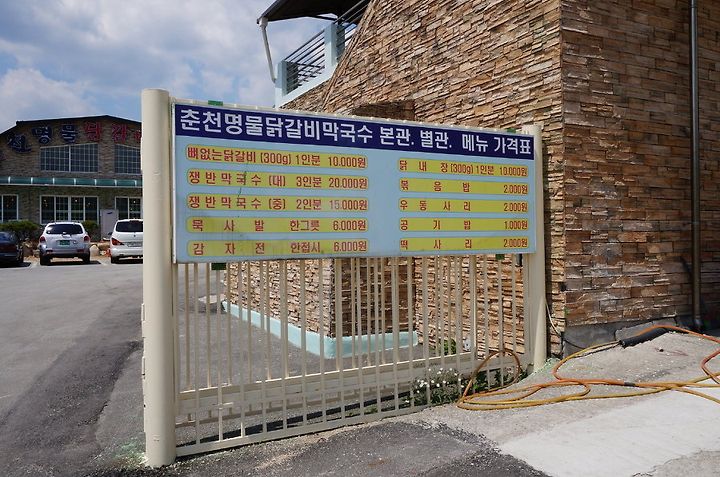 춘천명물닭갈비막국수 본관. 별관. 메뉴 가격표
뼈없는닭갈비 (300g) 1인분 10.000원
쟁반막국수 (대) 3인분 20.000원
쟁반막국수 (중) 2인분 15.000원
묵사발 한그릇 6.000원
감자전 한접시 6.000원
닭내장 (300g) 1인분 10.000원
볶음밥 2.000원
우동사리 2.000원
공기밥 1.000원
떡사리 2.000원
천명물닭갈비